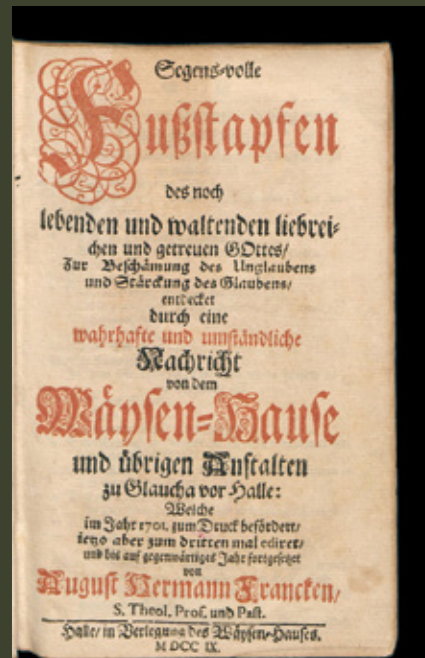 Segens-volle
Fußstapfen
des noch
lebenden und waltenden liebrei-
chen und getreuen GOttes/
Zur Beschämung des Unglaubens
und Stärckung des Glaubens/
entdecket
durch eine
wahrhafte und umständliche
Nachricht
von dem
Wäysen-Hause
und übrigen Anstalten
zu Glaucha vor Halle:
Welche
im Jahr 1701. zum Druck befördert/
ietzo aber zum dritten mal ediret/
und bis auf gegenwärtiges Jahr fortgesetzet
von
August Hermann Francken/
S. Theol. Prof. und Past.
Halle/ in Verlegung des Wäysen-Hauses.
M DCC IX.